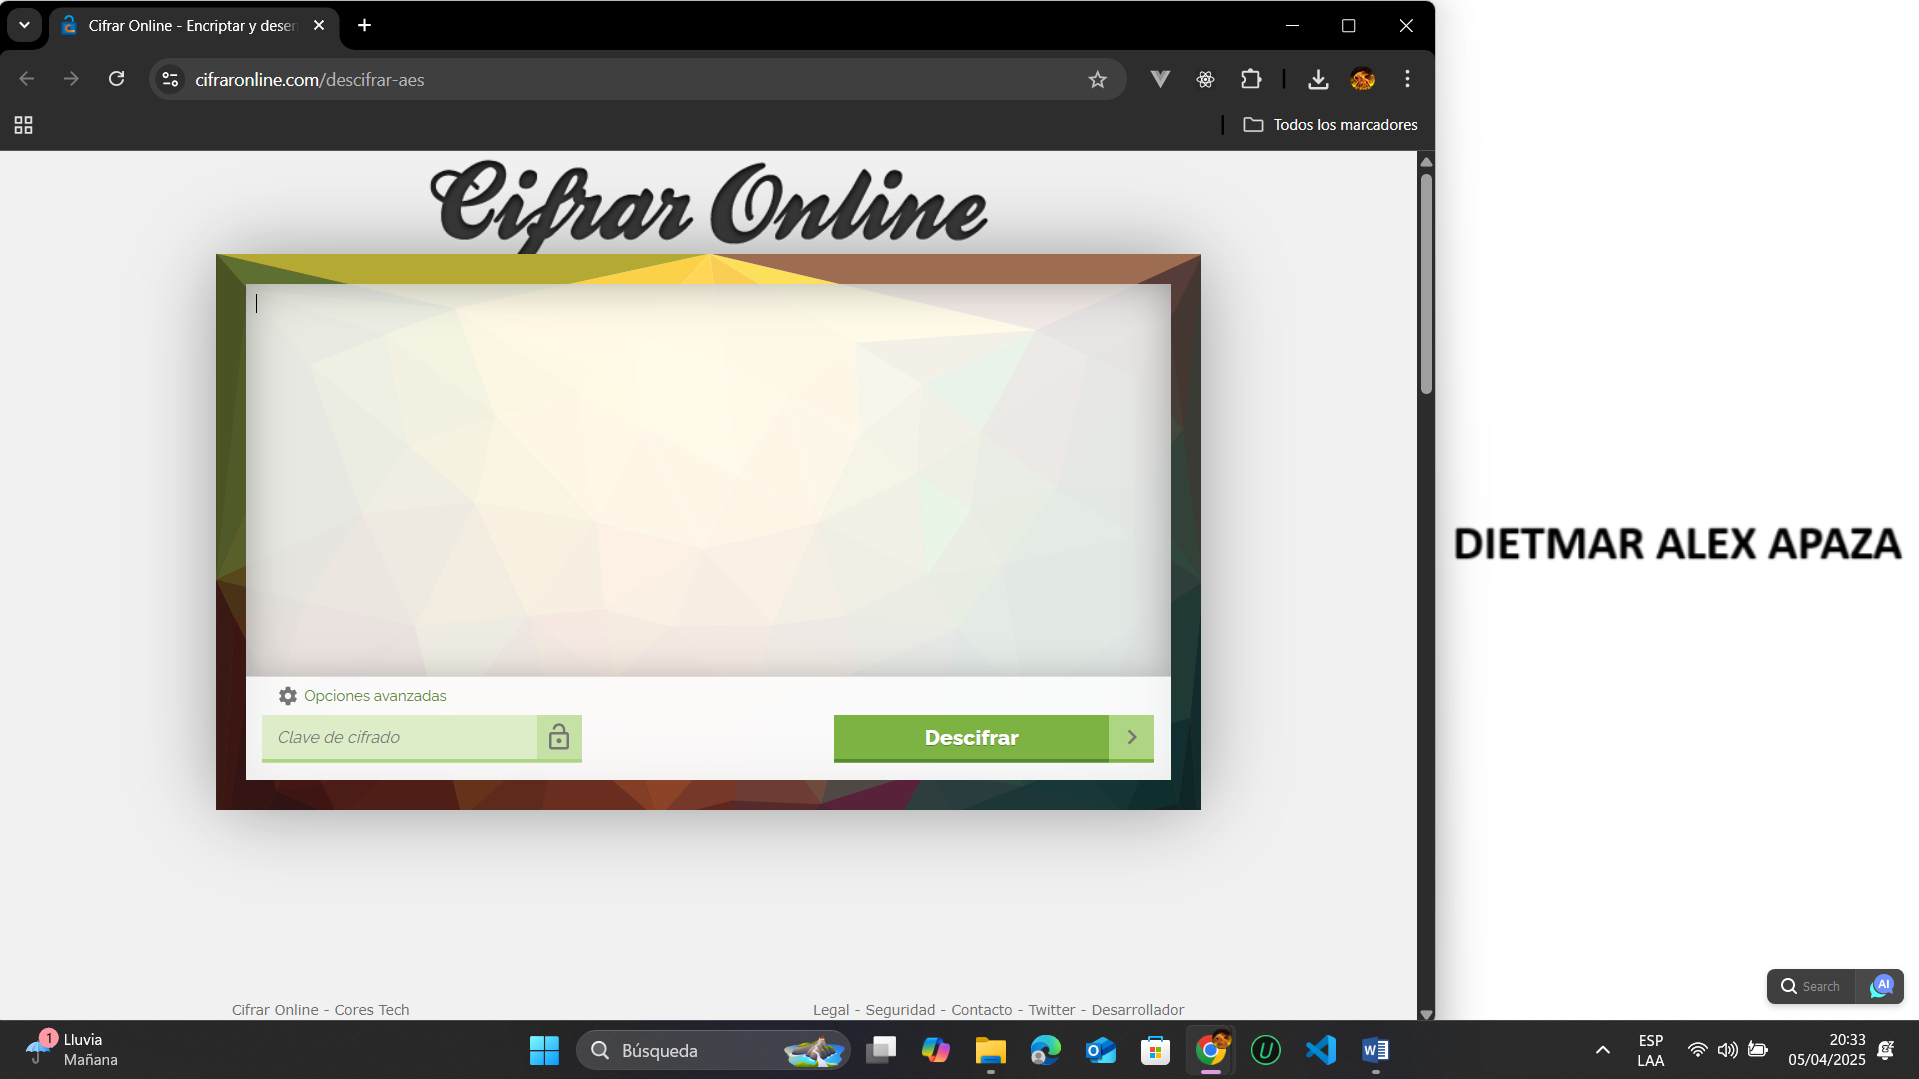 Cifrar Online - Encriptar y deser
cifraronline.com/descifrar-aes
Todos los marcadores
Cifrar Online
DIETMAR ALEX APAZA
Opciones avanzadas
Clave de cifrado
Descifrar
Cifrar Online - Cores Tech
Legal - Seguridad - Contacto - Twitter - Desarrollador
Search
AI
1
Lluvia
Mañana
Búsqueda
ESP
LAA
20:33
05/04/2025